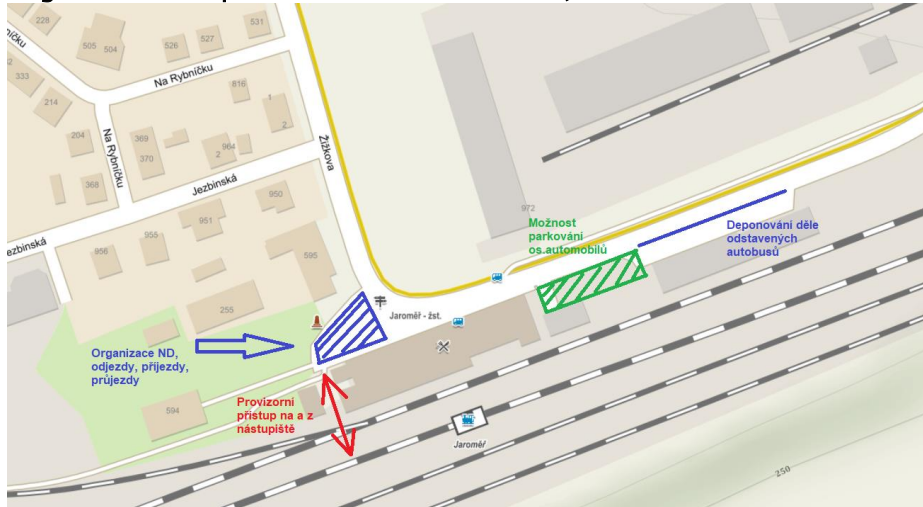 228
505 504
526
527
531
Na Rybníčku
333
214
816
1
2
204
Na Rybníčku
369
370
964
2
Žižkova
368
Jezbinská
950
951
955
956
595
972
Možnost
parkování
os.automobilů
Deponování déle
odstavených
autobusů
255
Jaroměř - žst.
Organizace ND,
odjezdy, příjezdy,
průjezdy
Provizorní
přístup na a z
nástupiště
594
Jaroměř
250